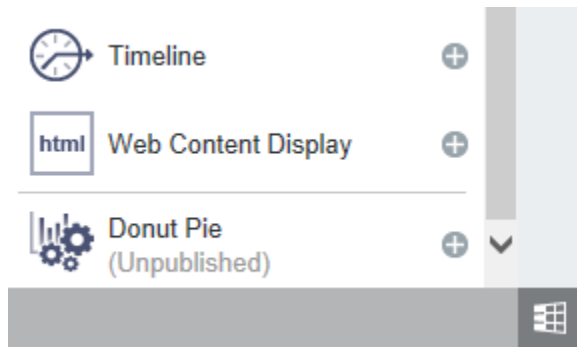 Timeline
html
Web Content Display
Donut Pie
(Unpublished)